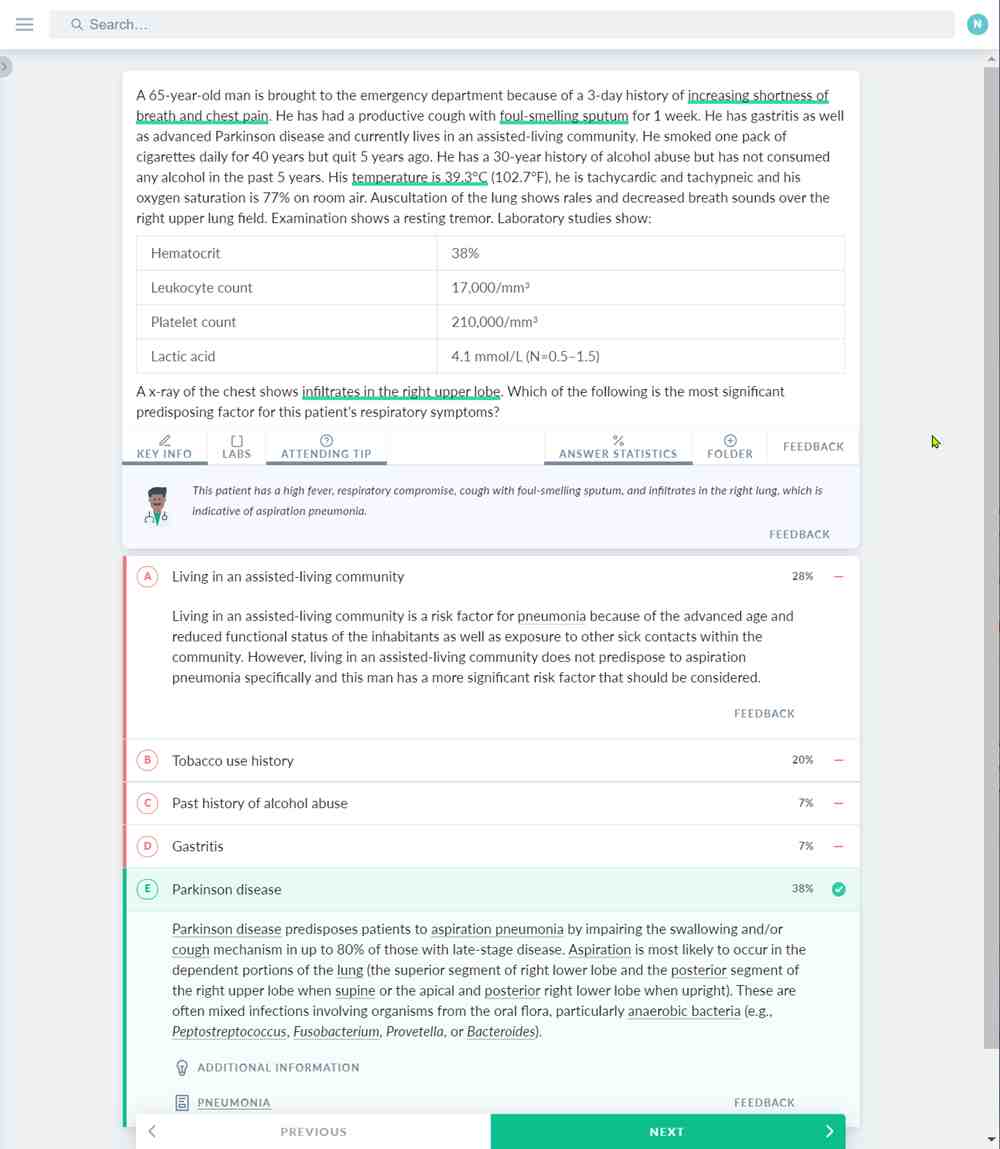 Search...
N
A 65-year-old man is brought to the emergency department because of a 3-day history of increasing shortness of
breath and chest pain. He has had a productive cough with foul-smelling sputum for 1 week. He has gastritis as well
as advanced Parkinson disease and currently lives in an assisted-living community. He smoked one pack of
cigarettes daily for 40 years but quit 5 years ago. He has a 30-year history of alcohol abuse but has not consumed
any alcohol in the past 5 years. His temperature is 39.3°C (102.7°F), he is tachycardic and tachypneic and his
oxygen saturation is 77% on room air. Auscultation of the lung shows rales and decreased breath sounds over the
right upper lung field. Examination shows a resting tremor. Laboratory studies show:
Hematocrit 38%
Leukocyte count 17,000/mm³
Platelet count 210,000/mm³
Lactic acid 4.1 mmol/L (N=0.5–1.5)
A x-ray of the chest shows infiltrates in the right upper lobe. Which of the following is the most significant
predisposing factor for this patient's respiratory symptoms?
KEY INFO LABS ATTENDING TIP ANSWER STATISTICS FOLDER FEEDBACK
This patient has a high fever, respiratory compromise, cough with foul-smelling sputum, and infiltrates in the right lung, which is
indicative of aspiration pneumonia.
FEEDBACK
A Living in an assisted-living community 28%
Living in an assisted-living community is a risk factor for pneumonia because of the advanced age and
reduced functional status of the inhabitants as well as exposure to other sick contacts within the
community. However, living in an assisted-living community does not predispose to aspiration
pneumonia specifically and this man has a more significant risk factor that should be considered.
FEEDBACK
B Tobacco use history 20%
C Past history of alcohol abuse 7%
D Gastritis 7%
E Parkinson disease 38%
Parkinson disease predisposes patients to aspiration pneumonia by impairing the swallowing and/or
cough mechanism in up to 80% of those with late-stage disease. Aspiration is most likely to occur in the
dependent portions of the lung (the superior segment of right lower lobe and the posterior segment of
the right upper lobe when supine or the apical and posterior right lower lobe when upright). These are
often mixed infections involving organisms from the oral flora, particularly anaerobic bacteria (e.g.,
Peptostreptococcus, Fusobacterium, Provetella, or Bacteroides).
ADDITIONAL INFORMATION
PNEUMONIA FEEDBACK
PREVIOUS NEXT